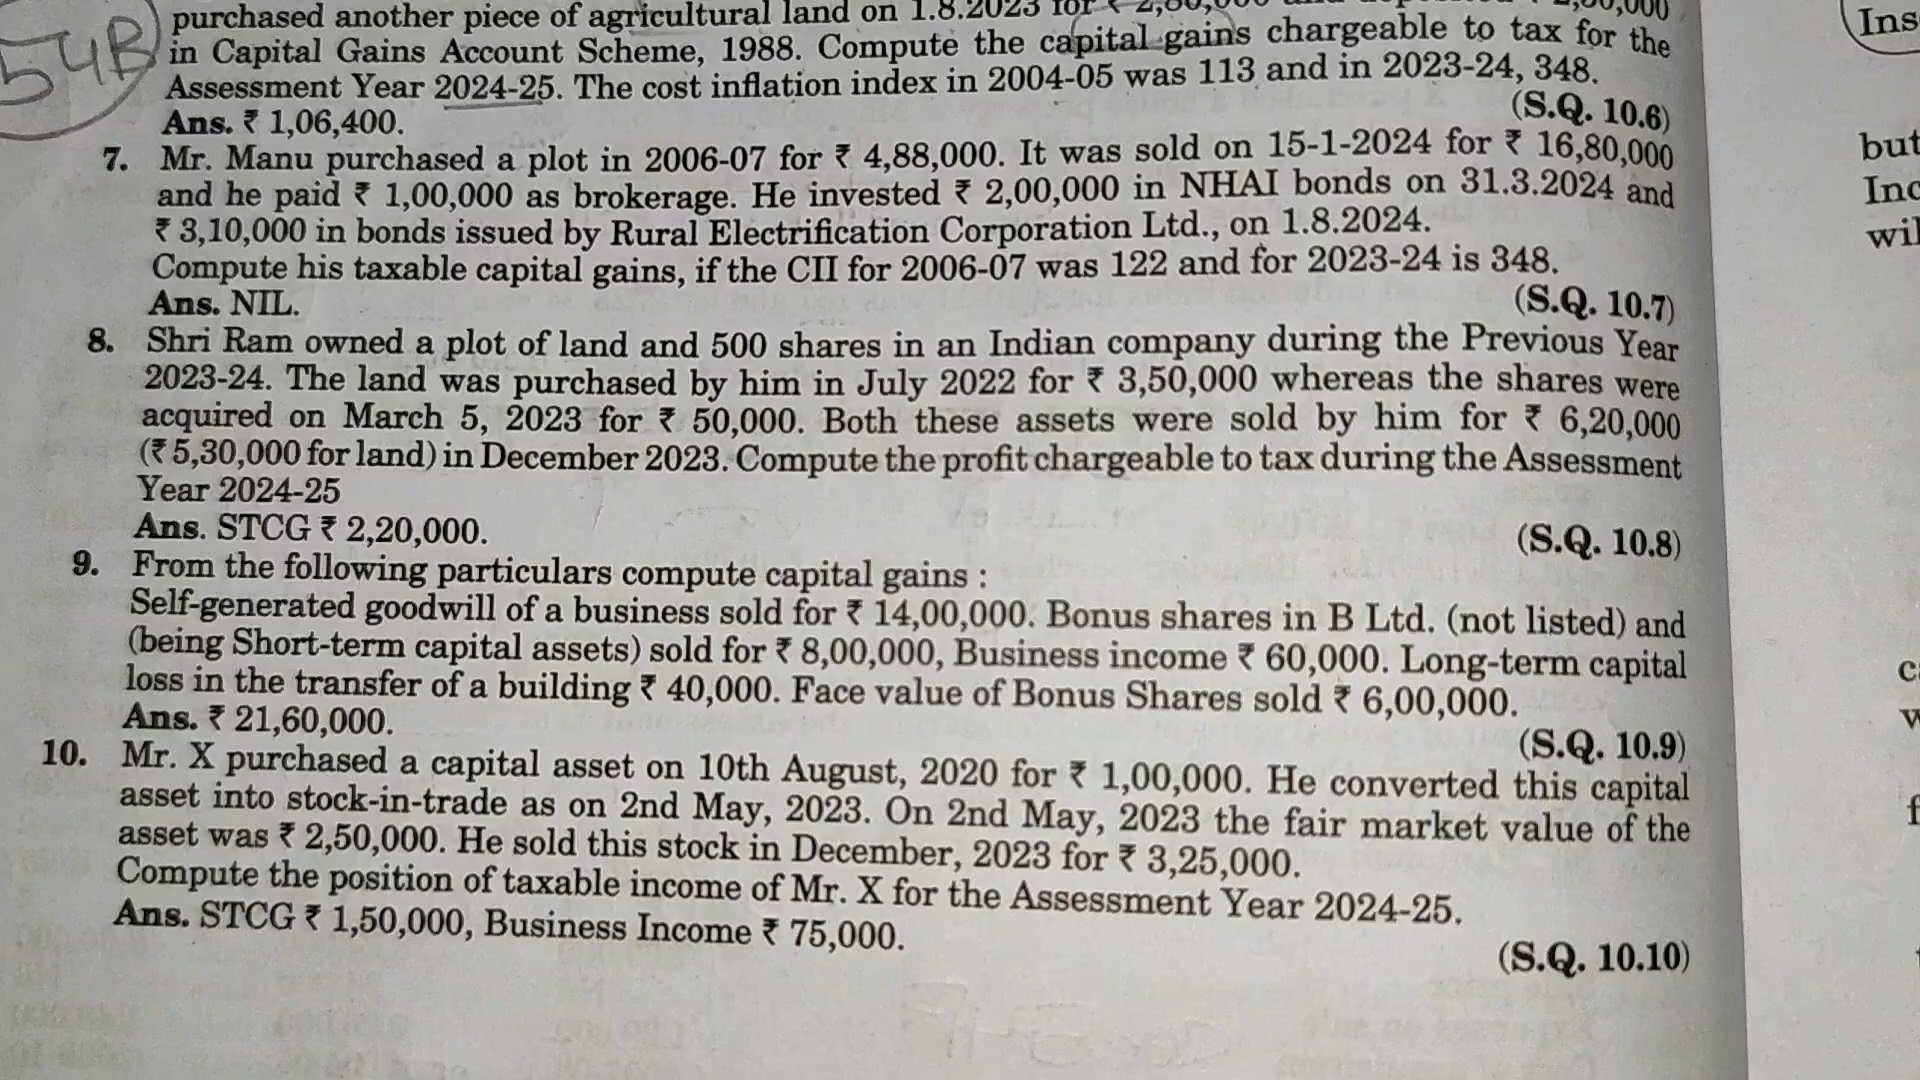 purchased another piece of agricultural land on 1.8.2023 for ₹
in Capital Gains Account Scheme, 1988. Compute the capital gains chargeable to tax for the
Assessment Year 2024-25. The cost inflation index in 2004-05 was 113 and in 2023-24, 348.
Ans. ₹ 1,06,400. (S.Q. 10.6)
7. Mr. Manu purchased a plot in 2006-07 for ₹ 4,88,000. It was sold on 15-1-2024 for ₹ 16,80,000
and he paid ₹ 1,00,000 as brokerage. He invested ₹ 2,00,000 in NHAI bonds on 31.3.2024 and
₹ 3,10,000 in bonds issued by Rural Electrification Corporation Ltd., on 1.8.2024.
Compute his taxable capital gains, if the CII for 2006-07 was 122 and for 2023-24 is 348.
Ans. NIL. (S.Q. 10.7)
8. Shri Ram owned a plot of land and 500 shares in an Indian company during the Previous Year
2023-24. The land was purchased by him in July 2022 for ₹ 3,50,000 whereas the shares were
acquired on March 5, 2023 for ₹ 50,000. Both these assets were sold by him for ₹ 6,20,000
(₹ 5,30,000 for land) in December 2023. Compute the profit chargeable to tax during the Assessment
Year 2024-25
Ans. STCG ₹ 2,20,000. (S.Q. 10.8)
9. From the following particulars compute capital gains :
Self-generated goodwill of a business sold for ₹ 14,00,000. Bonus shares in B Ltd. (not listed) and
(being Short-term capital assets) sold for ₹ 8,00,000, Business income ₹ 60,000. Long-term capital
loss in the transfer of a building ₹ 40,000. Face value of Bonus Shares sold ₹ 6,00,000.
Ans. ₹ 21,60,000. (S.Q. 10.9)
10. Mr. X purchased a capital asset on 10th August, 2020 for ₹ 1,00,000. He converted this capital
asset into stock-in-trade as on 2nd May, 2023. On 2nd May, 2023 the fair market value of the
asset was ₹ 2,50,000. He sold this stock in December, 2023 for ₹ 3,25,000.
Compute the position of taxable income of Mr. X for the Assessment Year 2024-25.
Ans. STCG ₹ 1,50,000, Business Income ₹ 75,000.
(S.Q. 10.10)
54B
Ins
but
Inc
wil